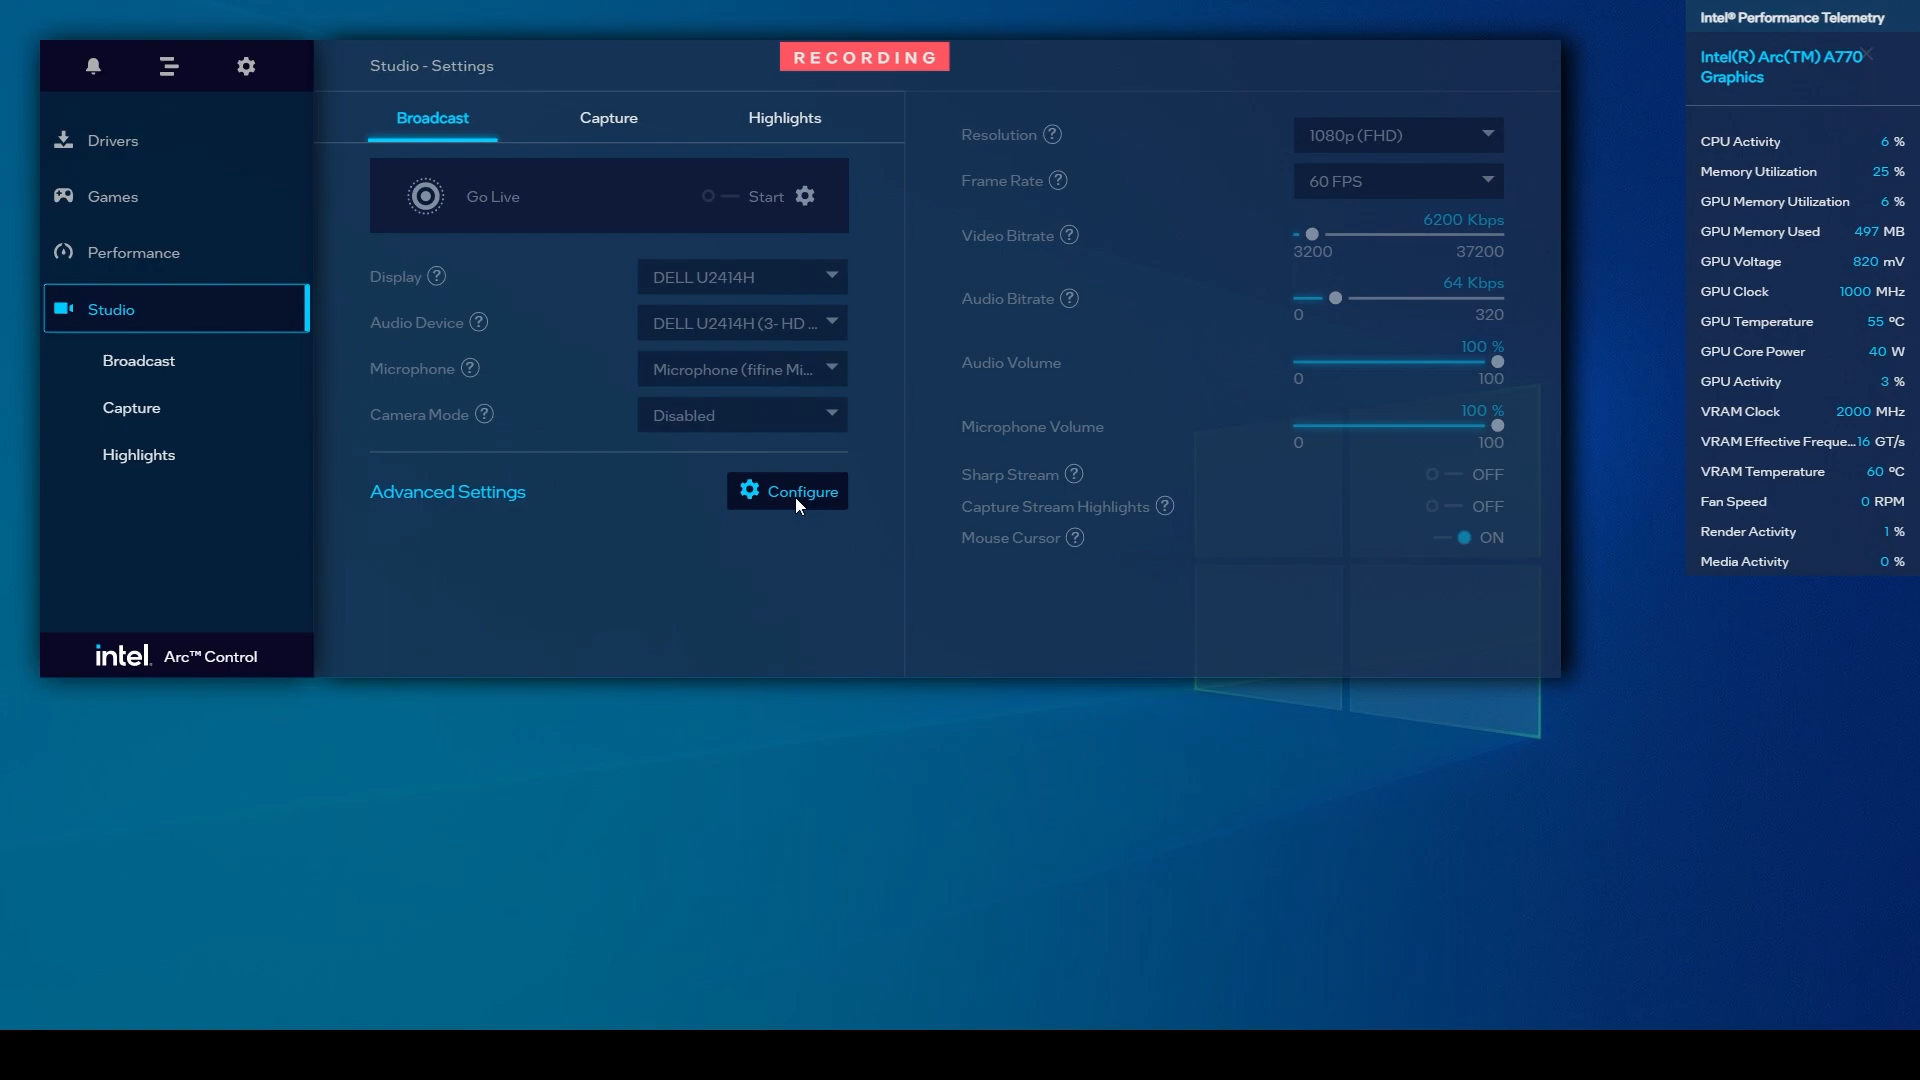 Studio - Settings
RECORDING
Drivers
Games
Performance
Studio
Broadcast
Capture
Highlights
intel. Arc™ Control
Broadcast Capture Highlights
Go Live Start
Display ? DELL U2414H
Audio Device ? DELL U2414H (3- HD ...
Microphone ? Microphone (fifine Mi...
Camera Mode ? Disabled
Advanced Settings Configure
Resolution ? 1080p (FHD)
Frame Rate ? 60 FPS
6200 Kbps
Video Bitrate ?
3200 37200
64 Kbps
Audio Bitrate ?
0 320
100 %
Audio Volume
0 100
100 %
Microphone Volume
0 100
Sharp Stream ? OFF
Capture Stream Highlights ? OFF
Mouse Cursor ? ON
Intel® Performance Telemetry
Intel(R) Arc(TM) A770
Graphics
CPU Activity 6 %
Memory Utilization 25 %
GPU Memory Utilization 6 %
GPU Memory Used 497 MB
GPU Voltage 820 mV
GPU Clock 1000 MHz
GPU Temperature 55 ºC
GPU Core Power 40 W
GPU Activity 3 %
VRAM Clock 2000 MHz
VRAM Effective Freque... 16 GT/s
VRAM Temperature 60 ºC
Fan Speed 0 RPM
Render Activity 1 %
Media Activity 0 %